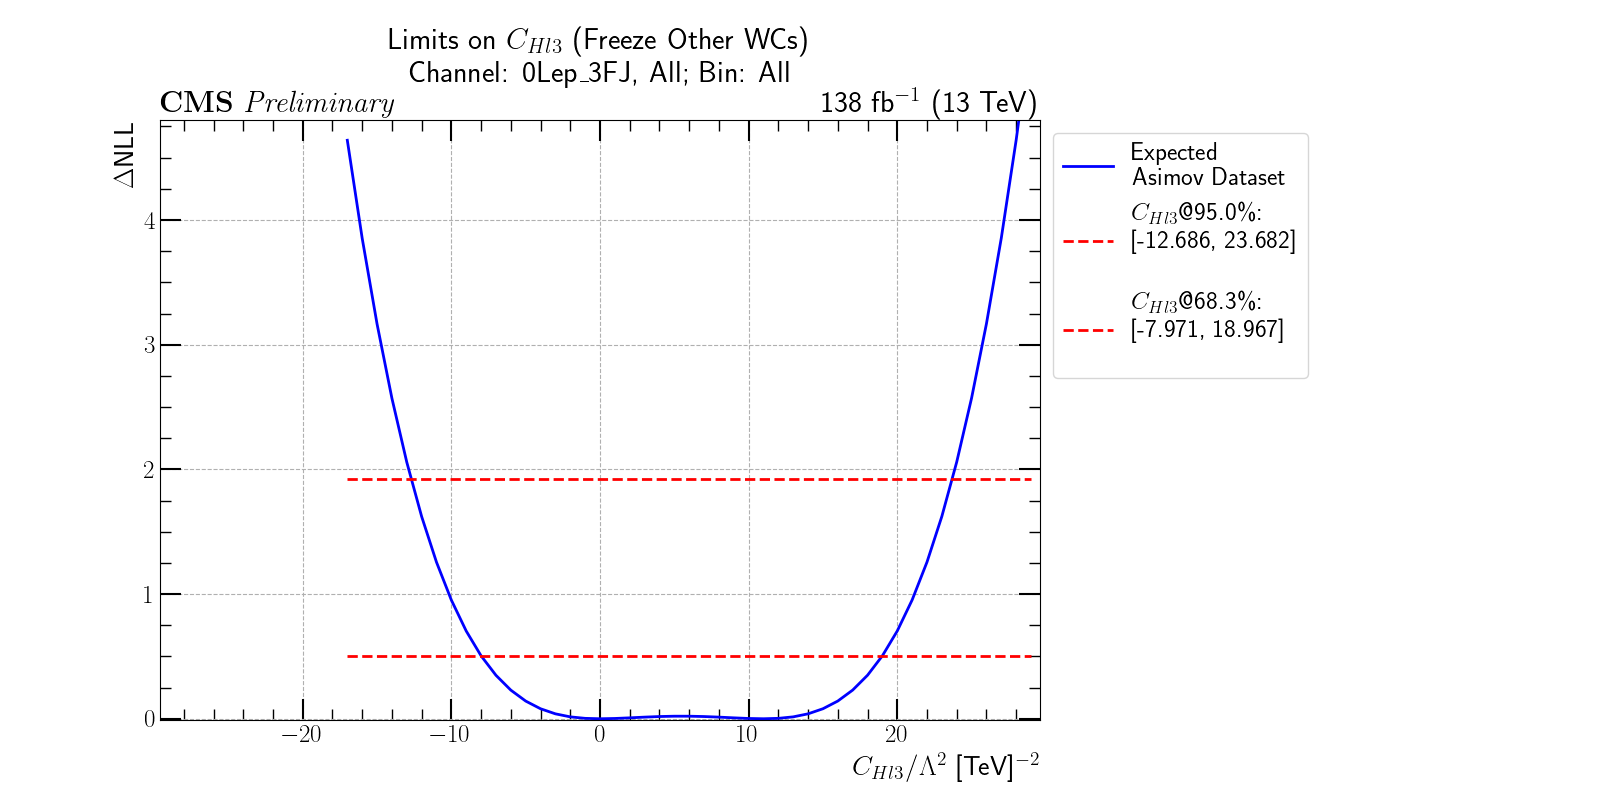 Limits on C_{Hl3} (Freeze Other WCs)
Channel: 0Lep_3FJ, All; Bin: All
CMS Preliminary
138 fb^{-1} (13 TeV)
ΔNLL
4
3
2
1
0
−20
−10
0
10
20
C_{Hl3}/Λ^2 [TeV]^{-2}
Expected
Asimov Dataset
C_{Hl3}@95.0%:
[-12.686, 23.682]
C_{Hl3}@68.3%:
[-7.971, 18.967]